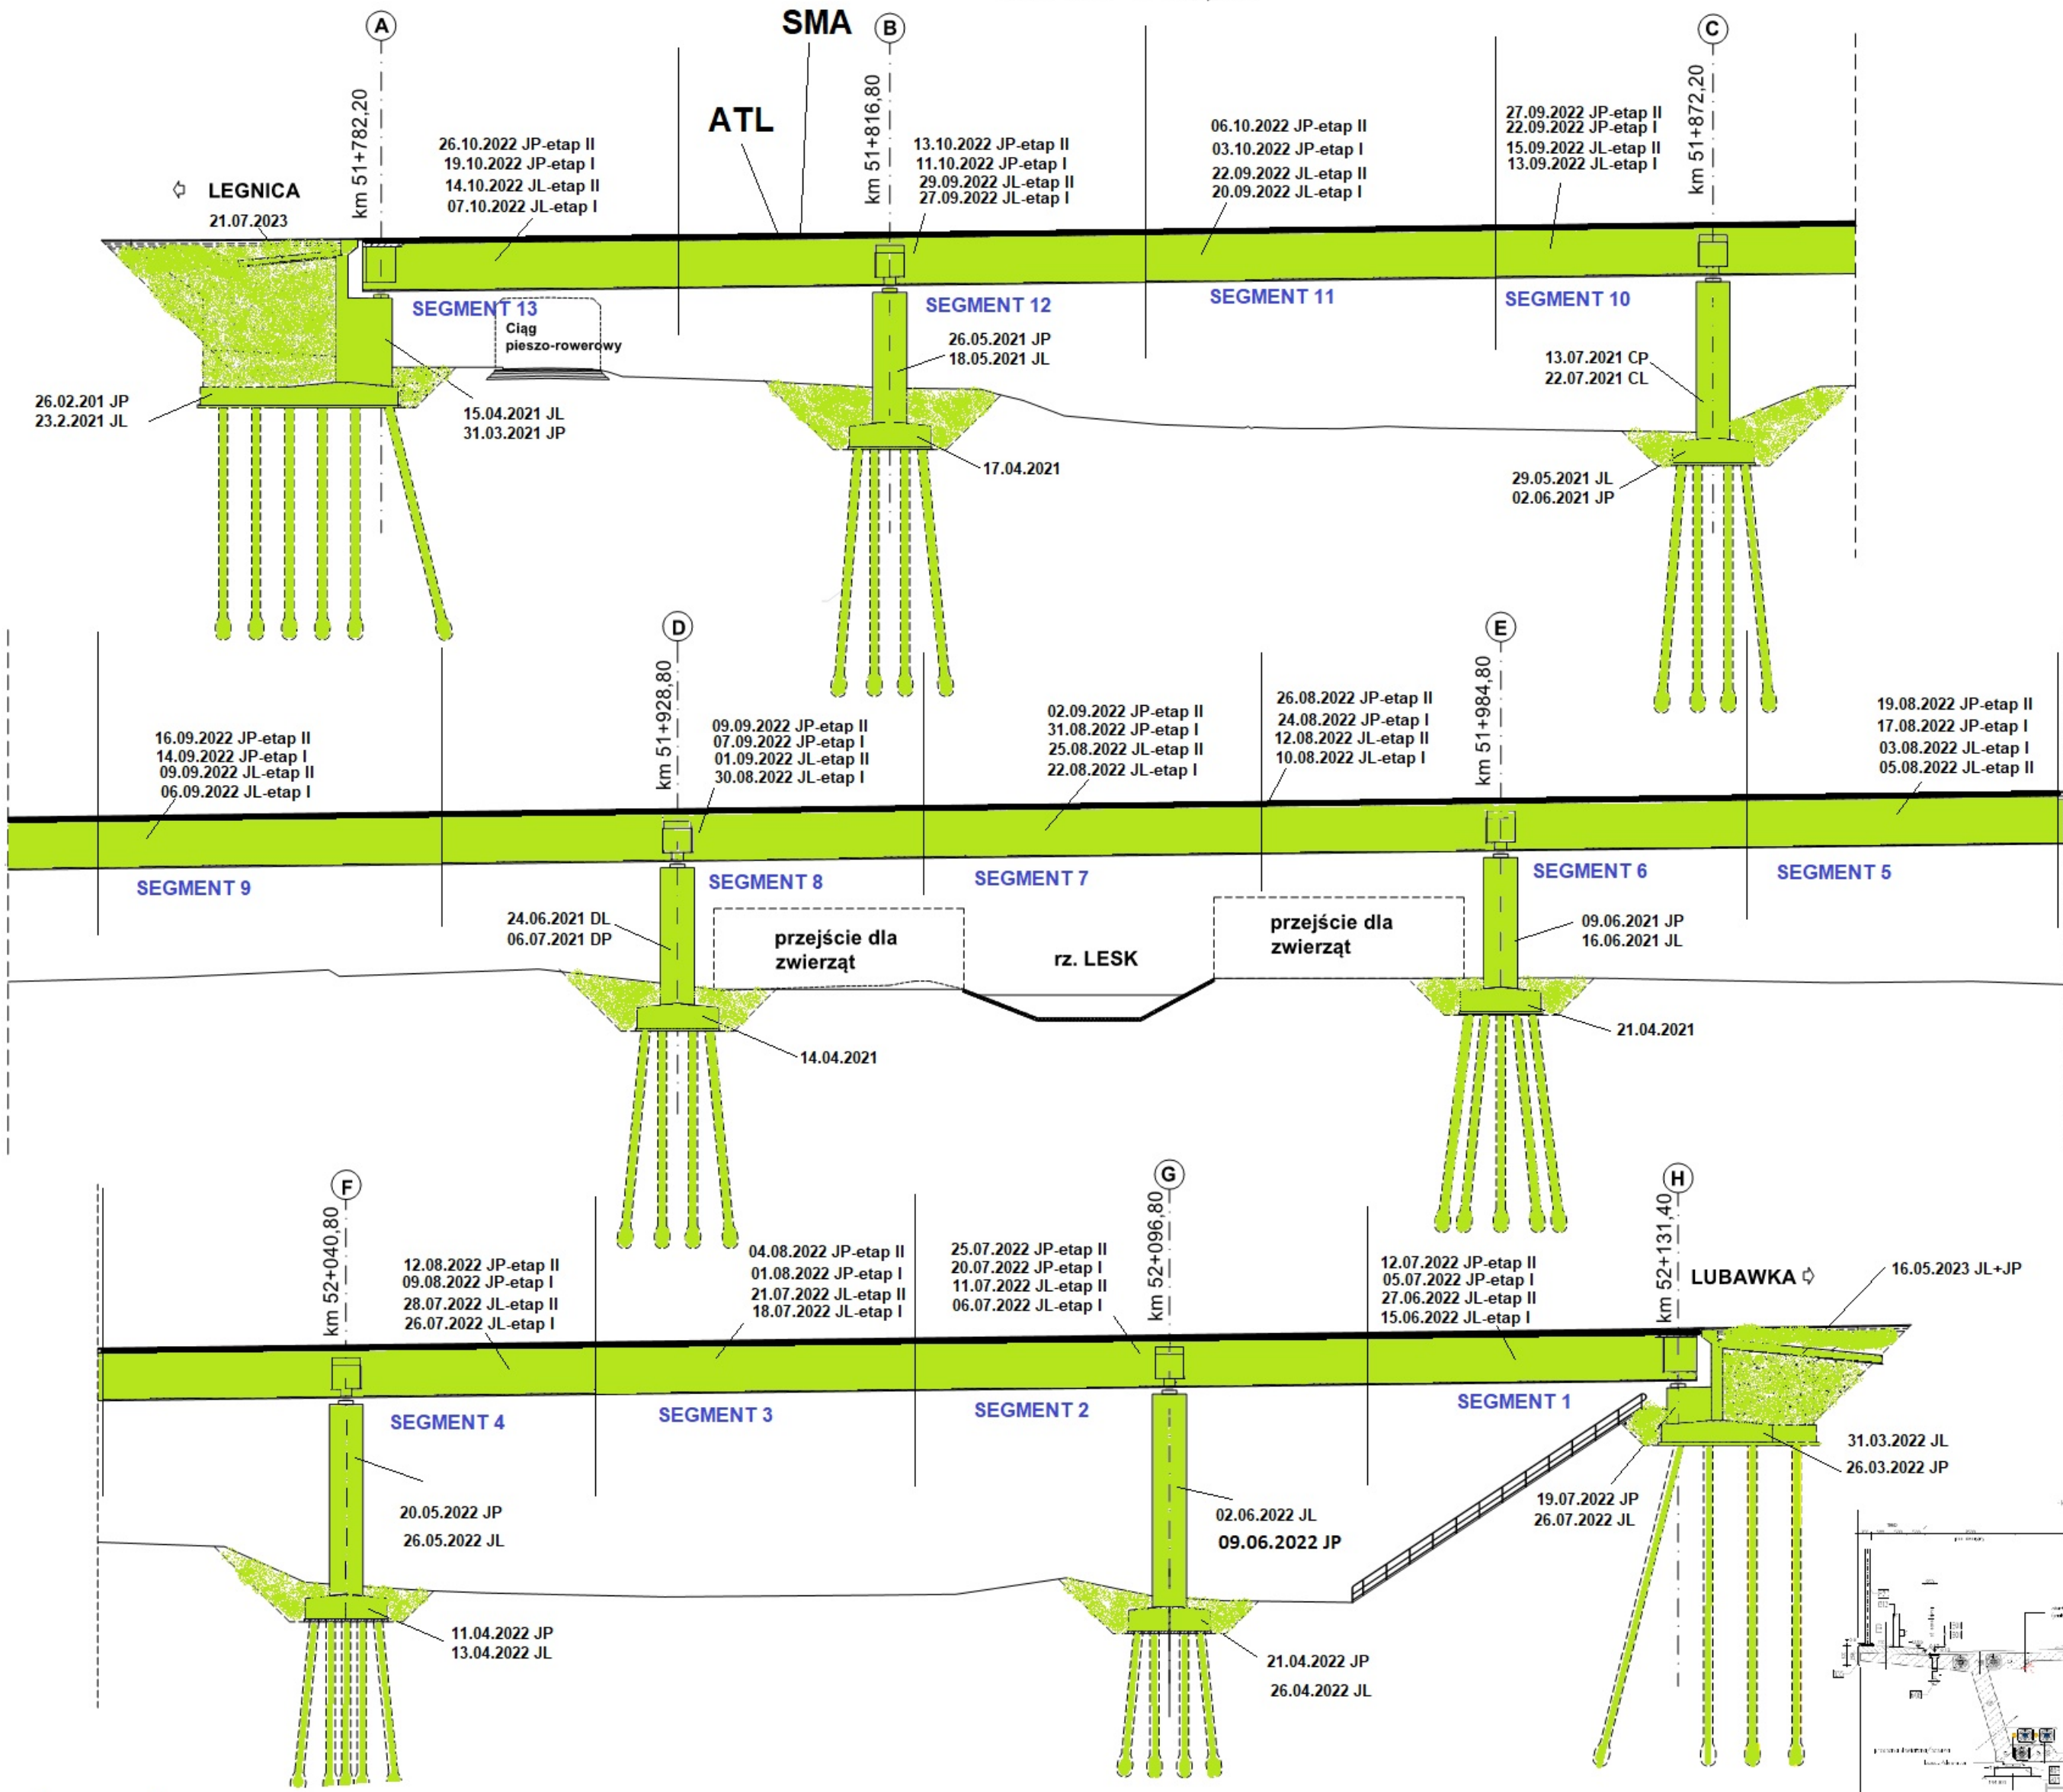 A
SMA
B
C
km 51+782,20
km 51+816,80
km 51+872,20
ATL
26.10.2022 JP-etap II
19.10.2022 JP-etap I
14.10.2022 JL-etap II
07.10.2022 JL-etap I
13.10.2022 JP-etap II
11.10.2022 JP-etap I
29.09.2022 JL-etap II
27.09.2022 JL-etap I
06.10.2022 JP-etap II
03.10.2022 JP-etap I
22.09.2022 JL-etap II
20.09.2022 JL-etap I
27.09.2022 JP-etap II
22.09.2022 JP-etap I
15.09.2022 JL-etap II
13.09.2022 JL-etap I
LEGNICA
21.07.2023
SEGMENT 13
SEGMENT 12
SEGMENT 11
SEGMENT 10
Ciąg
pieszo-rowerowy
26.05.2021 JP
18.05.2021 JL
13.07.2021 CP
22.07.2021 CL
26.02.201 JP
23.2.2021 JL
15.04.2021 JL
31.03.2021 JP
17.04.2021
29.05.2021 JL
02.06.2021 JP
D
E
km 51+928,80
km 51+984,80
16.09.2022 JP-etap II
14.09.2022 JP-etap I
09.09.2022 JL-etap II
06.09.2022 JL-etap I
09.09.2022 JP-etap II
07.09.2022 JP-etap I
01.09.2022 JL-etap II
30.08.2022 JL-etap I
02.09.2022 JP-etap II
31.08.2022 JP-etap I
25.08.2022 JL-etap II
22.08.2022 JL-etap I
26.08.2022 JP-etap II
24.08.2022 JP-etap I
12.08.2022 JL-etap II
10.08.2022 JL-etap I
19.08.2022 JP-etap II
17.08.2022 JP-etap I
03.08.2022 JL-etap I
05.08.2022 JL-etap II
SEGMENT 9
SEGMENT 8
SEGMENT 7
SEGMENT 6
SEGMENT 5
24.06.2021 DL
06.07.2021 DP
przejście dla
zwierząt
rz. LESK
przejście dla
zwierząt
09.06.2021 JP
16.06.2021 JL
14.04.2021
21.04.2021
F
G
H
km 52+040,80
km 52+096,80
km 52+131,40
12.08.2022 JP-etap II
09.08.2022 JP-etap I
28.07.2022 JL-etap II
26.07.2022 JL-etap I
04.08.2022 JP-etap II
01.08.2022 JP-etap I
21.07.2022 JL-etap II
18.07.2022 JL-etap I
25.07.2022 JP-etap II
20.07.2022 JP-etap I
11.07.2022 JL-etap II
06.07.2022 JL-etap I
12.07.2022 JP-etap II
05.07.2022 JP-etap I
27.06.2022 JL-etap II
15.06.2022 JL-etap I
LUBAWKA
16.05.2023 JL+JP
SEGMENT 4
SEGMENT 3
SEGMENT 2
SEGMENT 1
20.05.2022 JP
26.05.2022 JL
02.06.2022 JL
09.06.2022 JP
31.03.2022 JL
26.03.2022 JP
19.07.2022 JP
26.07.2022 JL
11.04.2022 JP
13.04.2022 JL
21.04.2022 JP
26.04.2022 JL